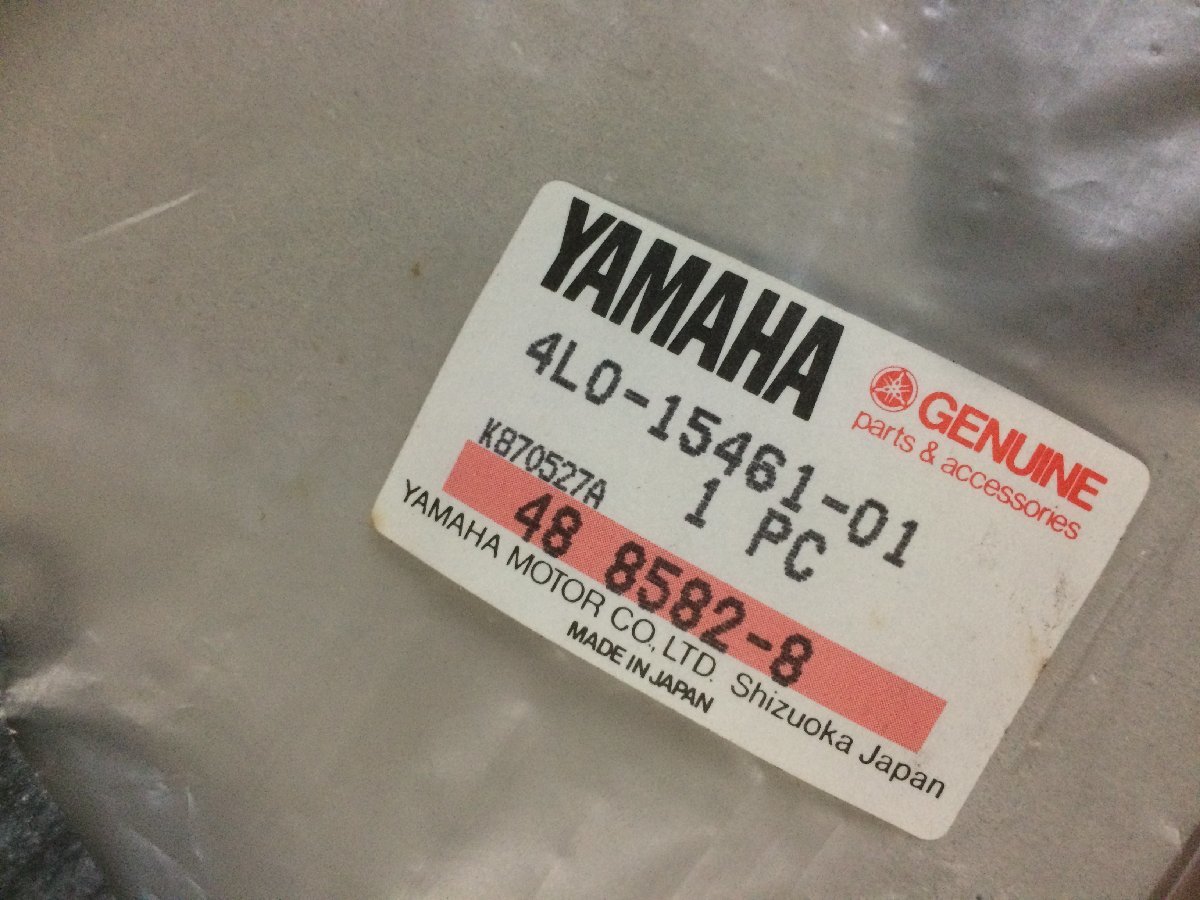 YAMAHA
GENUINE
parts & accessories
4L0-15461-01
1 PC
K870527A
48 8582-8
YAMAHA MOTOR CO., LTD. Shizuoka Japan
MADE IN JAPAN